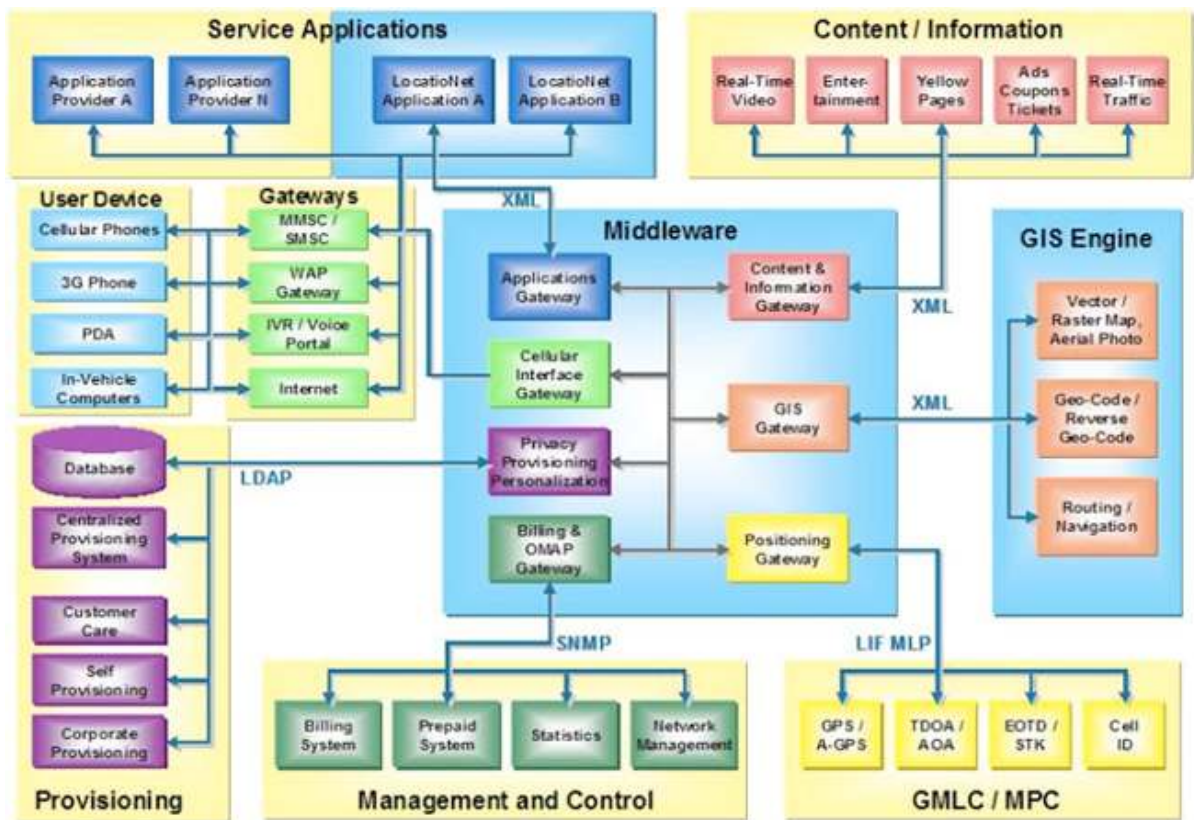 Service Applications
Application
Provider A
Application
Provider N
LocatioNet
Application A
LocatioNet
Application B
Content / Information
Real-Time
Video
Enter-
tainment
Yellow
Pages
Ads
Coupons
Tickets
Real-Time
Traffic
User Device
Cellular Phones
3G Phone
PDA
In-Vehicle
Computers
Gateways
MMSC /
SMSC
WAP
Gateway
IVR / Voice
Portal
Internet
XML
Middleware
Applications
Gateway
Content &
Information
Gateway
Cellular
Interface
Gateway
GIS
Gateway
Privacy
Provisioning
Personalization
Billing &
OMAP
Gateway
Positioning
Gateway
XML
XML
GIS Engine
Vector /
Raster Map,
Aerial Photo
Geo-Code /
Reverse
Geo-Code
Routing /
Navigation
Database
LDAP
Centralized
Provisioning
System
Customer
Care
Self
Provisioning
Corporate
Provisioning
Provisioning
SNMP
Billing
System
Prepaid
System
Statistics
Network
Management
Management and Control
LIF MLP
GPS /
A-GPS
TDOA /
AOA
EOTD /
STK
Cell
ID
GMLC / MPC